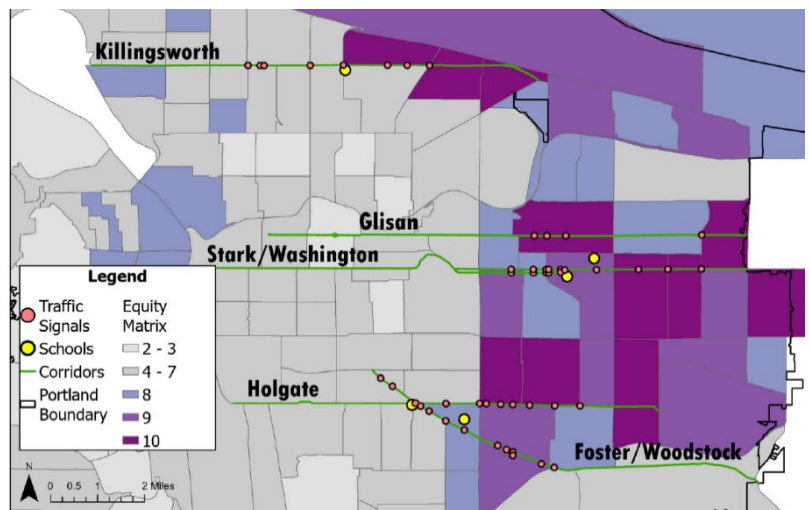 Killingsworth
Glisan
Stark/Washington
Legend
Traffic
Signals
Schools
Corridors
Portland
Boundary
Equity
Matrix
2 - 3
4 - 7
8
9
10
Holgate
Foster/Woodstock
N
0 0.5 1 2 Miles